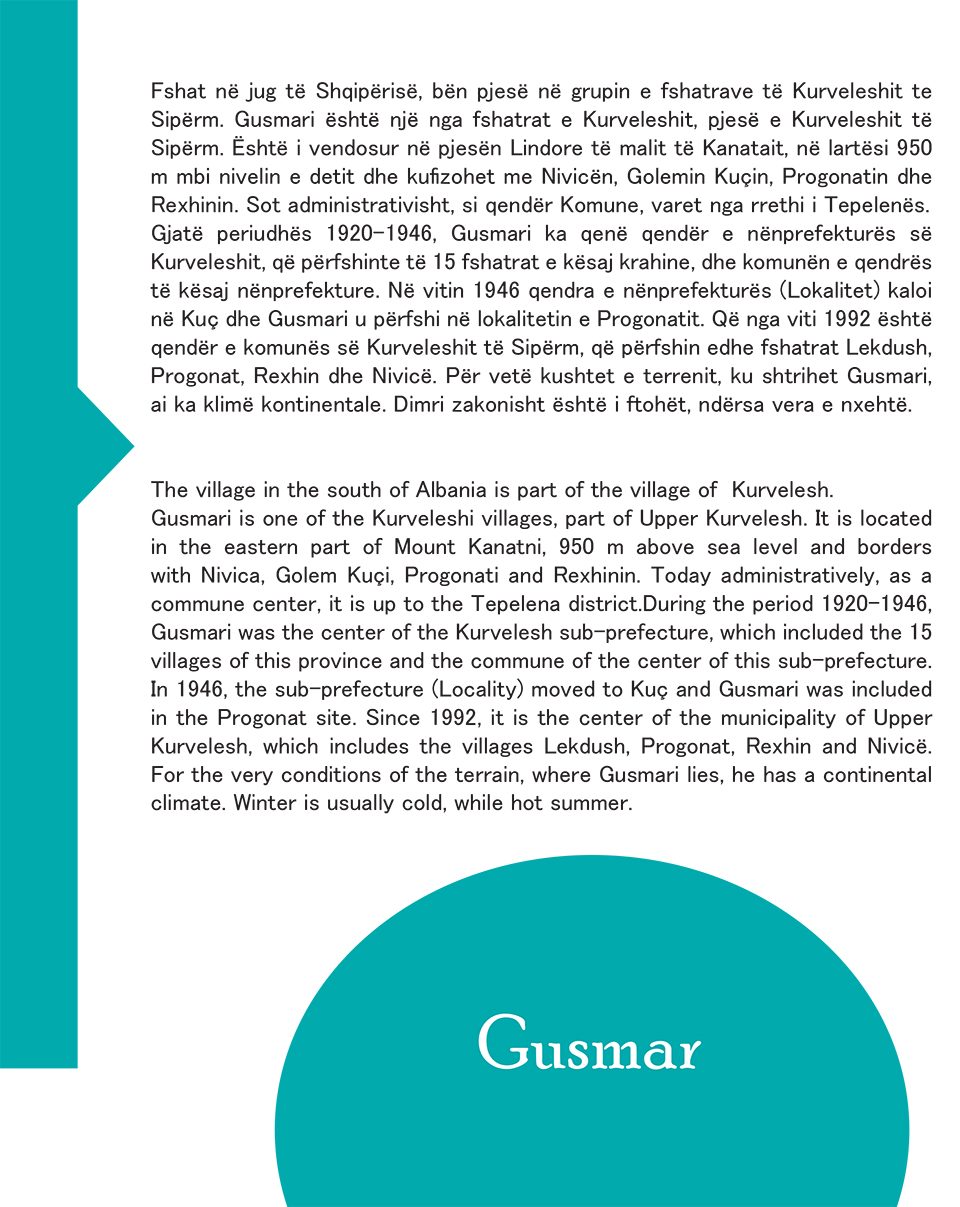 Fshat në jug të Shqipërisë, bën pjesë në grupin e fshatrave të Kurveleshit te
Sipërm. Gusmari është një nga fshatrat e Kurveleshit, pjesë e Kurveleshit të
Sipërm. Është i vendosur në pjesën Lindore të malit të Kanatait, në lartësi 950
m mbi nivelin e detit dhe kufizohet me Nivicën, Golemin Kuçin, Progonatin dhe
Rexhinin. Sot administrativisht, si qendër Komune, varet nga rrethi i Tepelenës.
Gjatë periudhës 1920-1946, Gusmari ka qenë qendër e nënprefekturës së
Kurveleshit, që përfshinte të 15 fshatrat e kësaj krahine, dhe komunën e qendrës
të kësaj nënprefekture. Në vitin 1946 qendra e nënprefekturës (Lokalitet) kaloi
në Kuç dhe Gusmari u përfshi në lokalitetin e Progonatit. Që nga viti 1992 është
qendër e komunës së Kurveleshit të Sipërm, që përfshin edhe fshatrat Lekdush,
Progonat, Rexhin dhe Nivicë. Për vetë kushtet e terrenit, ku shtrihet Gusmari,
ai ka klimë kontinentale. Dimri zakonisht është i ftohët, ndërsa vera e nxehtë.
The village in the south of Albania is part of the village of  Kurvelesh.
Gusmari is one of the Kurveleshi villages, part of Upper Kurvelesh. It is located
in the eastern part of Mount Kanatni, 950 m above sea level and borders
with Nivica, Golem Kuçi, Progonati and Rexhinin. Today administratively, as a
commune center, it is up to the Tepelena district.During the period 1920-1946,
Gusmari was the center of the Kurvelesh sub-prefecture, which included the 15
villages of this province and the commune of the center of this sub-prefecture.
In 1946, the sub-prefecture (Locality) moved to Kuç and Gusmari was included
in the Progonat site. Since 1992, it is the center of the municipality of Upper
Kurvelesh, which includes the villages Lekdush, Progonat, Rexhin and Nivicë.
For the very conditions of the terrain, where Gusmari lies, he has a continental
climate. Winter is usually cold, while hot summer.
Gusmar